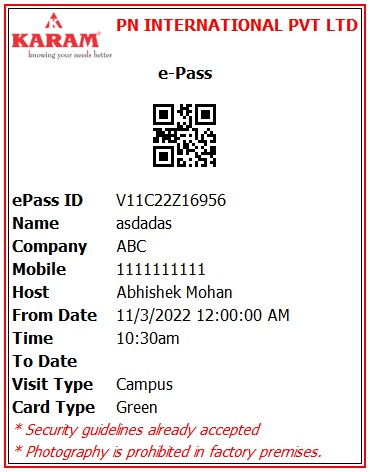 PN INTERNATIONAL PVT LTD
KARAM®
knowing your needs better
e-Pass
ePass ID V11C22Z16956
Name asdadas
Company ABC
Mobile 1111111111
Host Abhishek Mohan
From Date 11/3/2022 12:00:00 AM
Time 10:30am
To Date
Visit Type Campus
Card Type Green
* Security guidelines already accepted
* Photography is prohibited in factory premises.